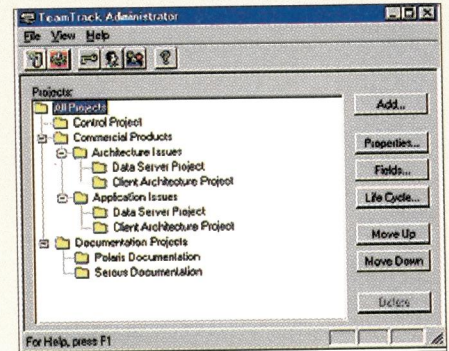 TeamTrack Administrator
File View Help
Projects:
All Projects
Control Project
Commercial Products
Architecture Issues
Data Server Project
Client Architecture Project
Application Issues
Data Server Project
Client Architecture Project
Documentation Projects
Polaris Documentation
Serous Documentation
Add...
Properties...
Fields...
Life Cycle...
Move Up
Move Down
Delete
For Help, press F1